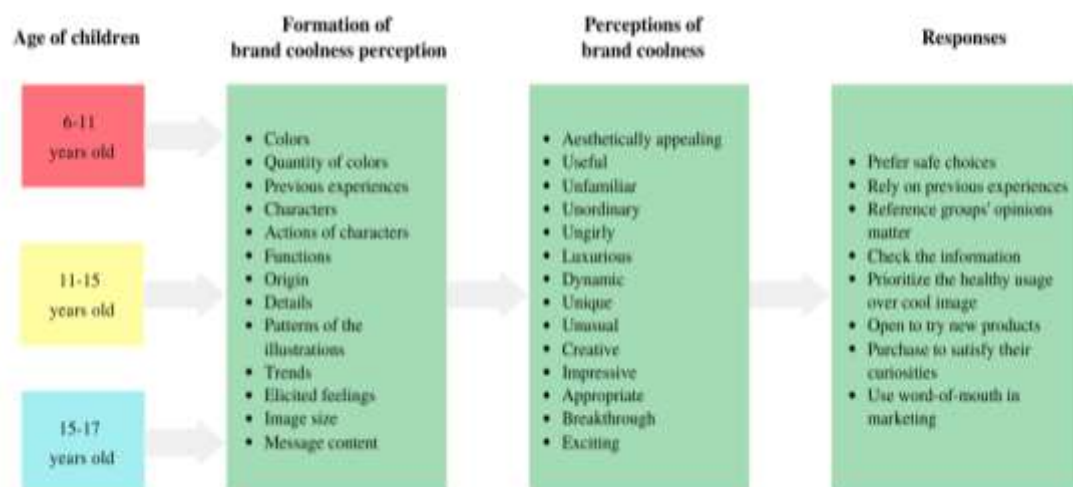 Age of children
Formation of
brand coolness perception
Perceptions of
brand coolness
Responses
6-11
years old
11-15
years old
15-17
years old
• Colors
• Quantity of colors
• Previous experiences
• Characters
• Actions of characters
• Functions
• Origin
• Details
• Patterns of the
illustrations
• Trends
• Elicited feelings
• Image size
• Message content
• Aesthetically appealing
• Useful
• Unfamiliar
• Unordinary
• Ungirly
• Luxurious
• Dynamic
• Unique
• Unusual
• Creative
• Impressive
• Appropriate
• Breakthrough
• Exciting
• Prefer safe choices
• Rely on previous experiences
• Reference groups' opinions
matter
• Check the information
• Prioritize the healthy usage
over cool image
• Open to try new products
• Purchase to satisfy their
curiosities
• Use word-of-mouth in
marketing